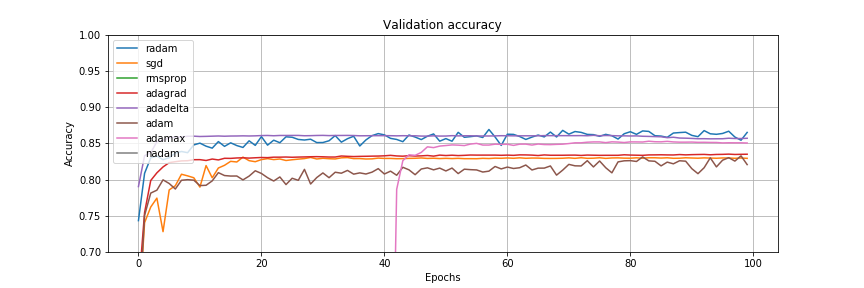 Validation accuracy
1.00
0.95
0.90
0.85
0.80
0.75
0.70
Accuracy
radam
sgd
rmsprop
adagrad
adadelta
adam
adamax
nadam
0
20
40
60
80
100
Epochs